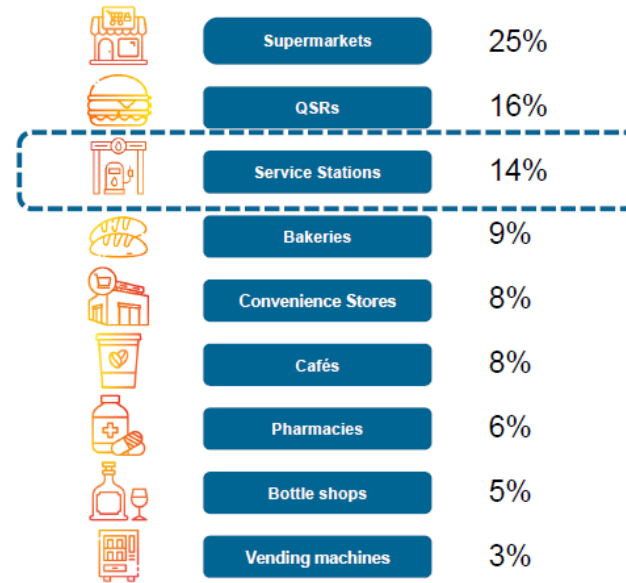 Supermarkets 25%
QSRs 16%
Service Stations 14%
Bakeries 9%
Convenience Stores 8%
Cafés 8%
Pharmacies 6%
Bottle shops 5%
Vending machines 3%